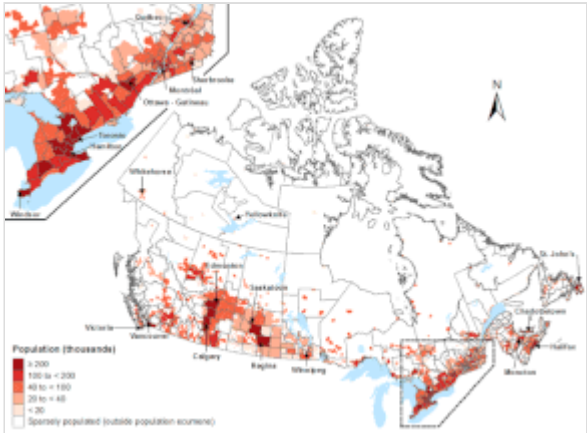 Québec
Sherbrooke
Montréal
Ottawa - Gatineau
Toronto
Hamilton
Windsor
N
Whitehorse
Yellowknife
Edmonton
Saskatoon
St. John's
Charlottetown
Halifax
Moncton
Victoria
Vancouver
Calgary
Regina
Winnipeg
Population (thousands)
≥ 200
100 to < 200
40 to < 100
20 to < 40
< 20
Sparsely populated (outside population ecumene)